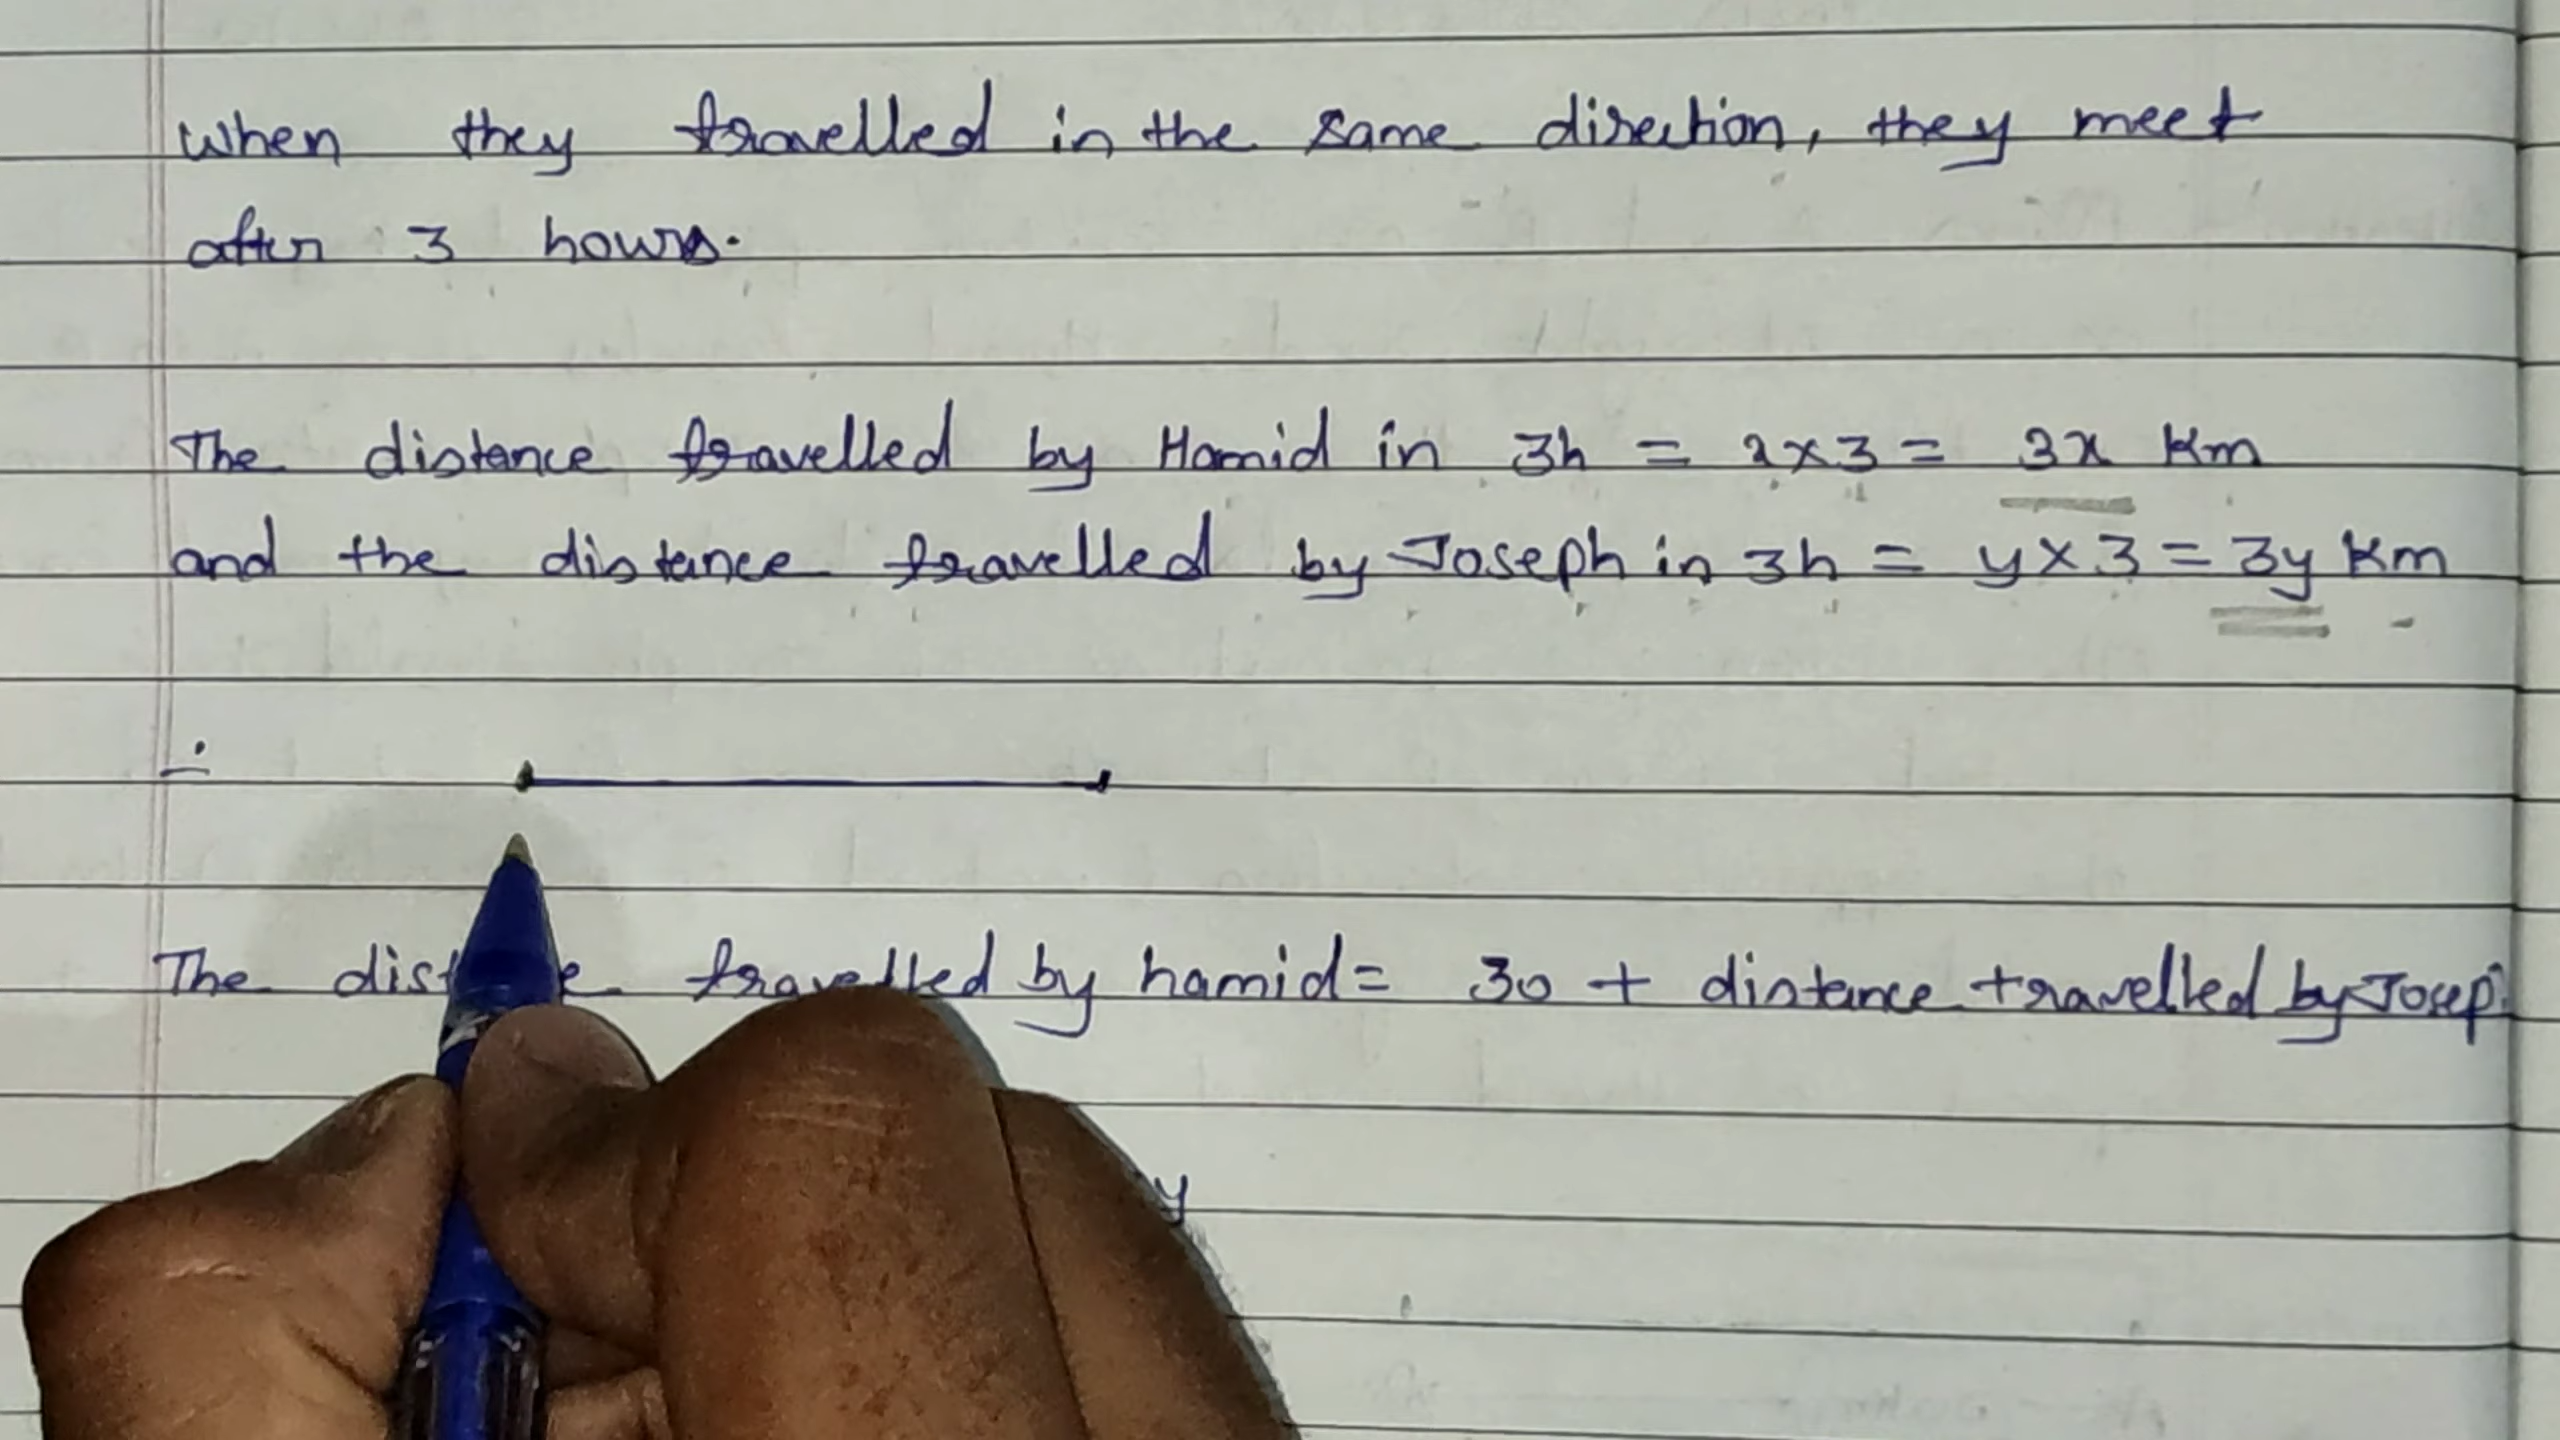 When they travelled in the same direction, they meet
after 3 hours.
The distance travelled by Hamid in 3h = x×3 = 3x Km
and the distance travelled by Joseph in 3h = y×3 = 3y Km
∴
The travelled by hamid = 30 + distance travelled by Josep
y